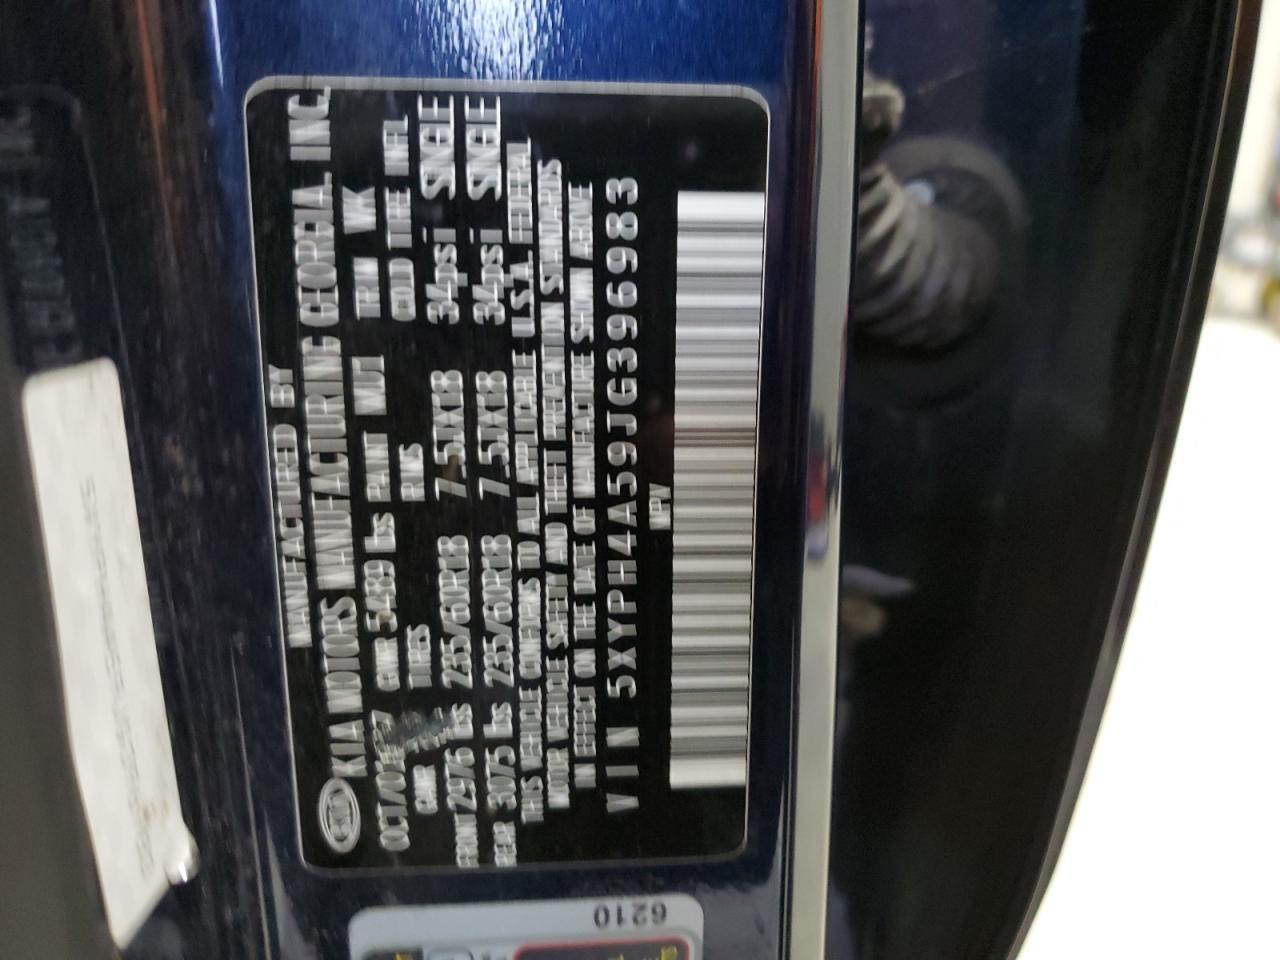 MANUFACTURED BY
KIA MOTORS MANUFACTURING GEORGIA, INC.
GVWR 5489 lbs PAINT TRIM WK
GAWR TIRES RIMS COLD TIRE INFL
FRONT 2976 lbs 235/60R18 7.5JX18 34psi SINGLE
REAR 3075 lbs 235/60R18 7.5JX18 34psi SINGLE
THIS VEHICLE CONFORMS TO ALL APPLICABLE U.S.A. FEDERAL
MOTOR VEHICLE SAFETY AND THEFT PREVENTION STANDARDS
IN EFFECT ON THE DATE OF MANUFACTURE SHOWN ABOVE
VIN 5XYPH4A59JG396983
MPV
6210